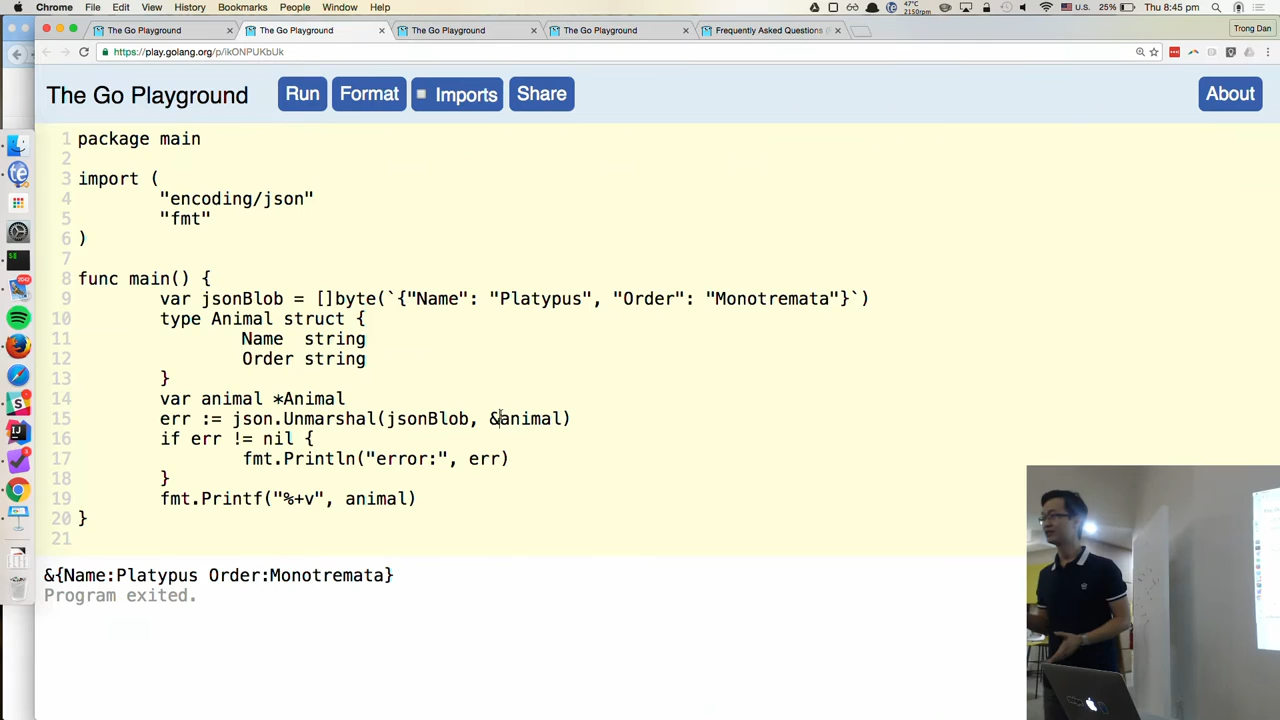 Chrome File Edit View History Bookmarks People Window Help 47°C 2150rpm U.S. 25% Thu 8:45 pm
The Go Playground The Go Playground The Go Playground The Go Playground Frequently Asked Questions Trong Dan
https://play.golang.org/p/ikONPUKbUk
The Go Playground Run Format Imports Share About
1 package main
2
3 import (
4 "encoding/json"
5 "fmt"
6 )
7
8 func main() {
9 var jsonBlob = []byte(`{"Name": "Platypus", "Order": "Monotremata"}`)
10 type Animal struct {
11 Name string
12 Order string
13 }
14 var animal *Animal
15 err := json.Unmarshal(jsonBlob, &animal)
16 if err != nil {
17 fmt.Println("error:", err)
18 }
19 fmt.Printf("%+v", animal)
20 }
21
&{Name:Platypus Order:Monotremata}
Program exited.